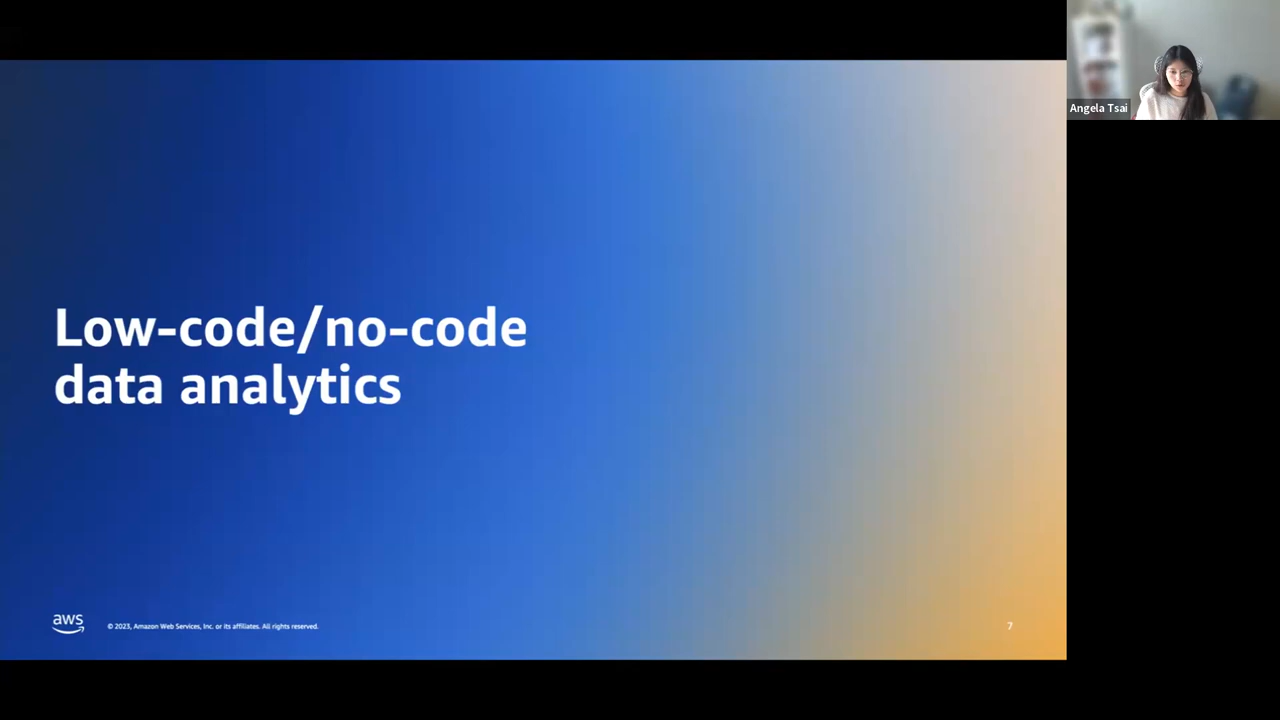 Angela Tsai
Low-code/no-code
data analytics
aws
© 2023, Amazon Web Services, Inc. or its affiliates. All rights reserved.
7